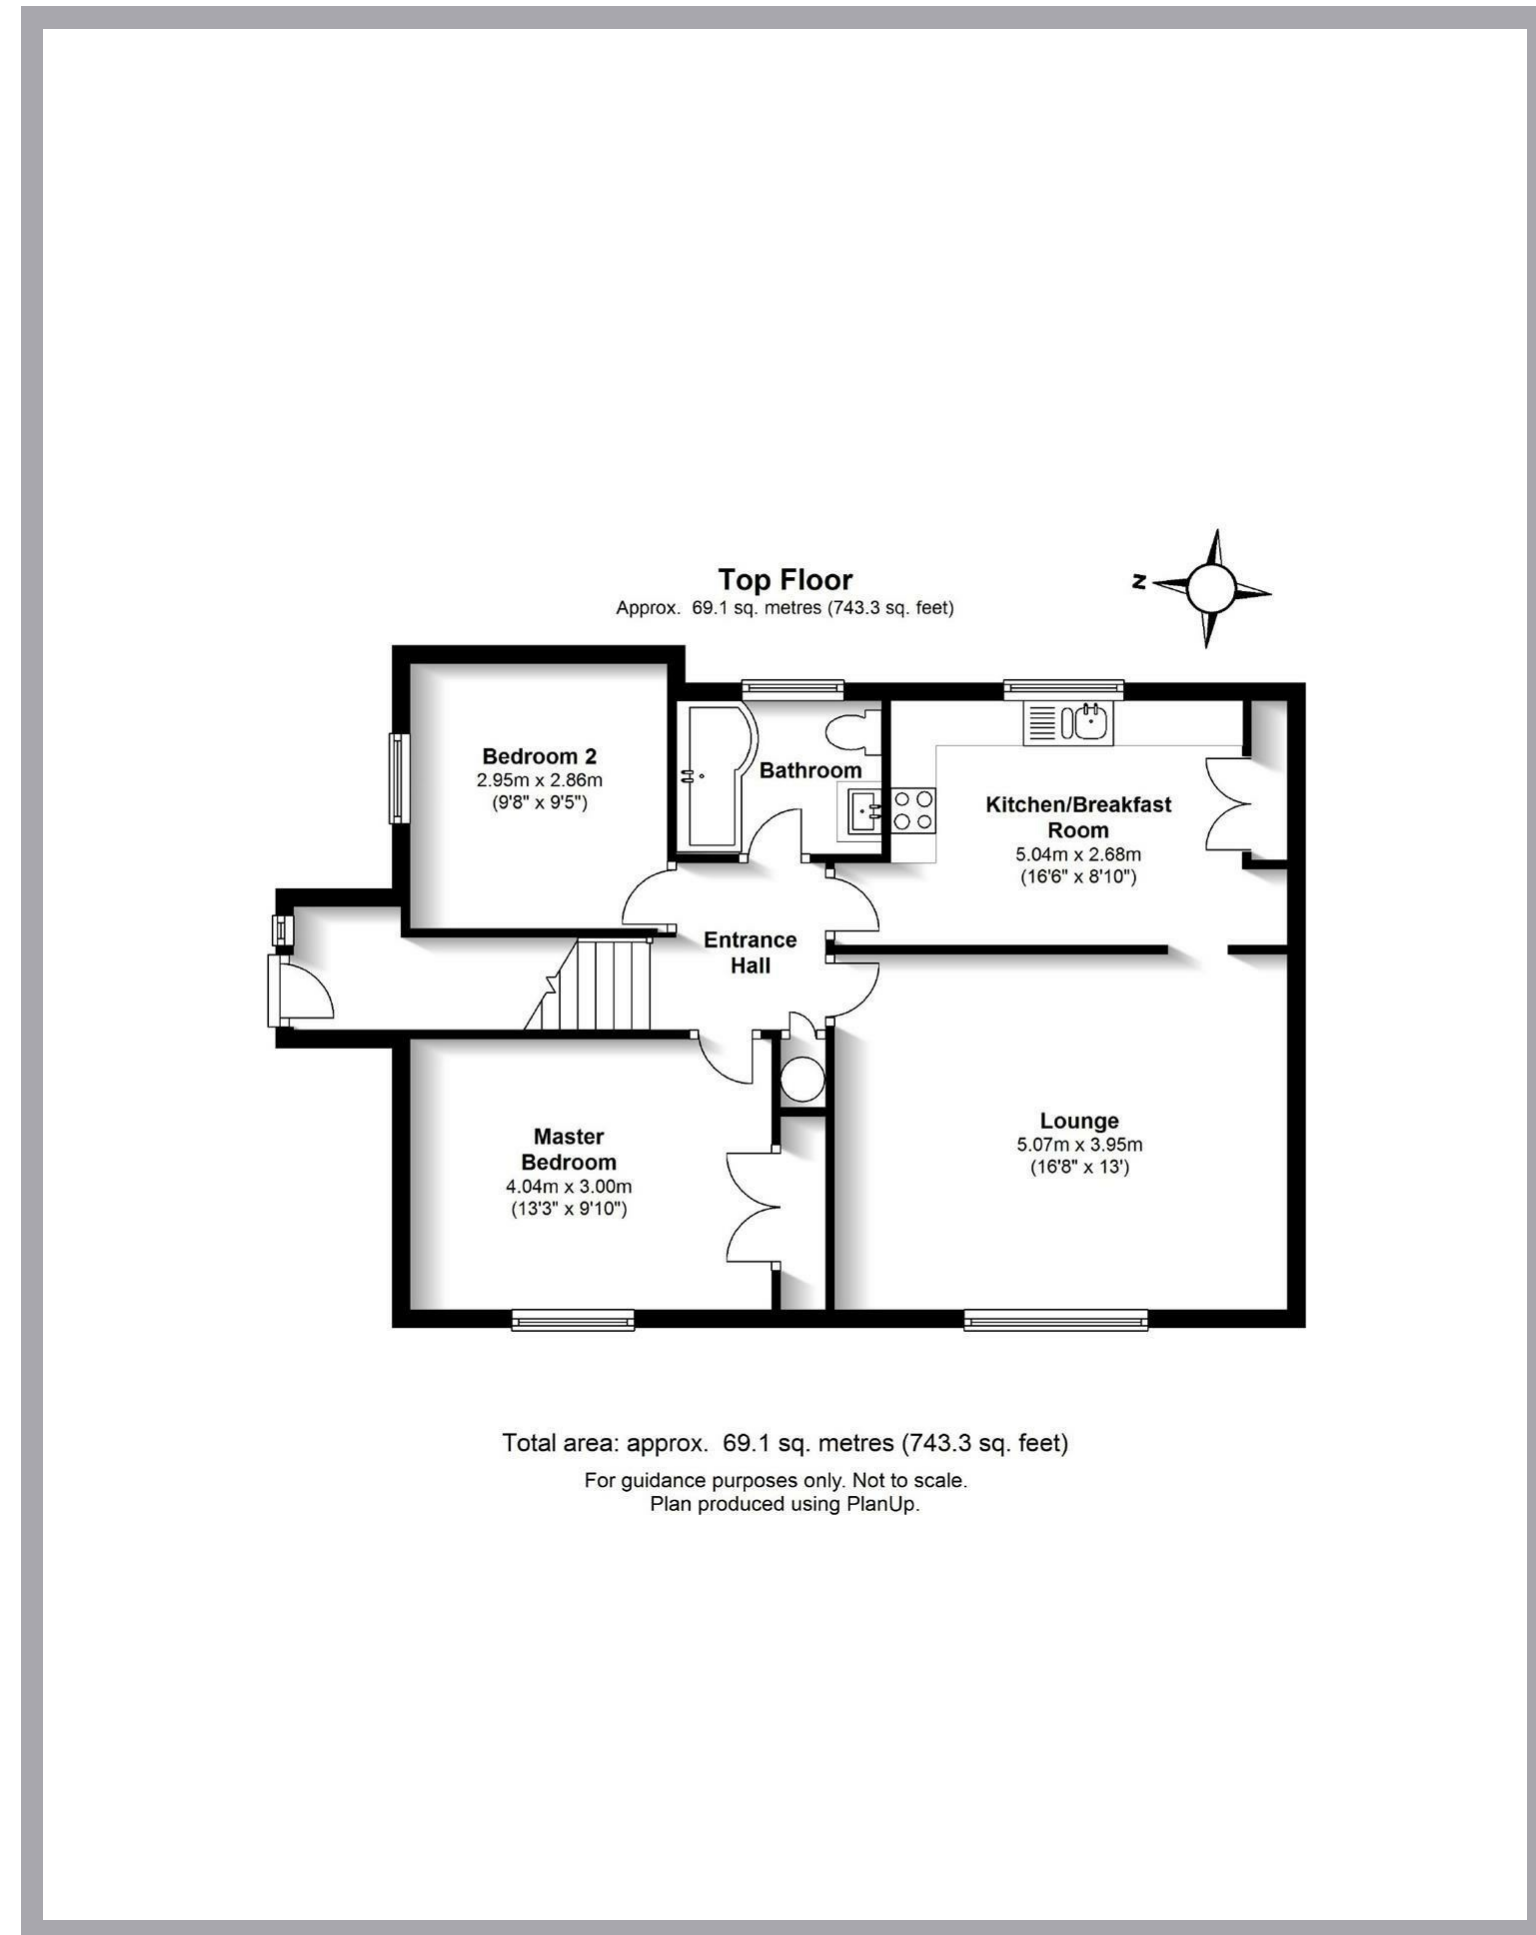 Top Floor
Approx. 69.1 sq. metres (743.3 sq. feet)
N
Bedroom 2
2.95m x 2.86m
(9'8" x 9'5")
Bathroom
Kitchen/Breakfast
Room
5.04m x 2.68m
(16'6" x 8'10")
Entrance
Hall
Master
Bedroom
4.04m x 3.00m
(13'3" x 9'10")
Lounge
5.07m x 3.95m
(16'8" x 13')
Total area: approx. 69.1 sq. metres (743.3 sq. feet)
For guidance purposes only. Not to scale.
Plan produced using PlanUp.